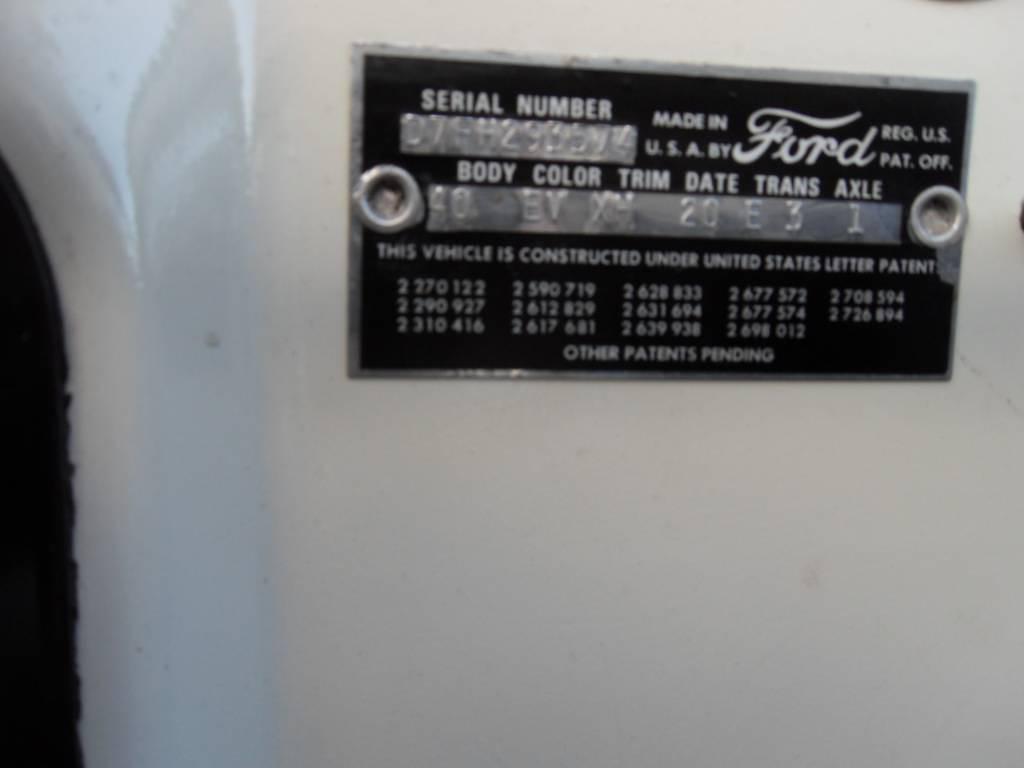 SERIAL NUMBER
MADE IN
U. S. A. BY
Ford
REG. U.S.
PAT. OFF.
BODY COLOR TRIM DATE TRANS AXLE
40 EV XH 20 E 3 1
THIS VEHICLE IS CONSTRUCTED UNDER UNITED STATES LETTER PATENTS
2 270 122 2 590 719 2 628 833 2 677 572 2 708 594
2 290 927 2 612 829 2 631 694 2 677 574 2 726 894
2 310 416 2 617 681 2 639 938 2 698 012
OTHER PATENTS PENDING